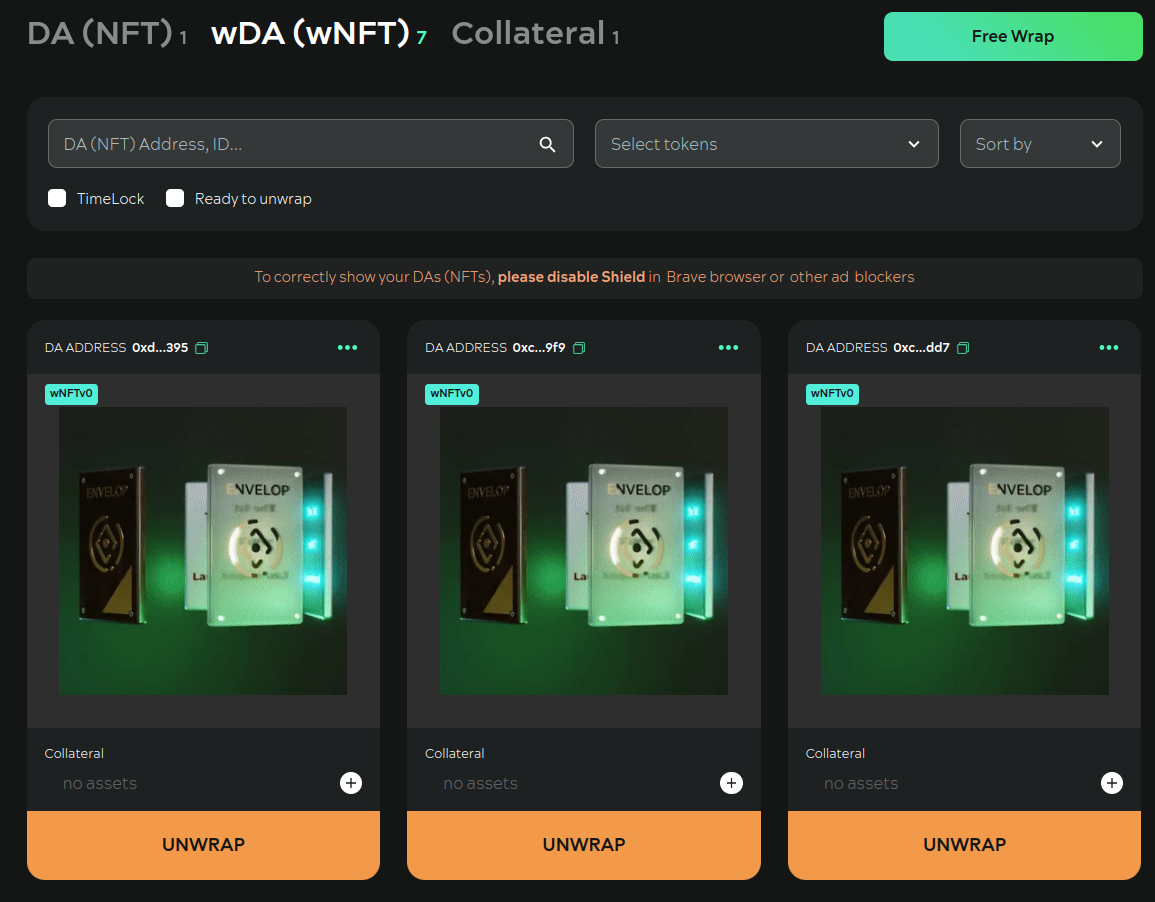 DA (NFT) 1 wDA (wNFT) 7 Collateral 1 Free Wrap
DA (NFT) Address, ID... Select tokens Sort by
TimeLock Ready to unwrap
To correctly show your DAs (NFTs), please disable Shield in Brave browser or other ad blockers
DA ADDRESS 0xd...395 DA ADDRESS 0xc...9f9 DA ADDRESS 0xc...dd7
wNFTv0 wNFTv0 wNFTv0
ENVELOP ENVELOP ENVELOP ENVELOP ENVELOP ENVELOP
La La La
Collateral Collateral Collateral
no assets no assets no assets
UNWRAP UNWRAP UNWRAP